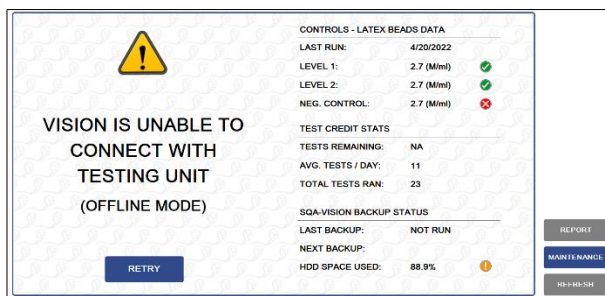 VISION IS UNABLE TO
CONNECT WITH
TESTING UNIT
(OFFLINE MODE)
RETRY
CONTROLS - LATEX BEADS DATA
LAST RUN: 4/20/2022
LEVEL 1: 2.7 (M/ml)
LEVEL 2: 2.7 (M/ml)
NEG. CONTROL: 2.7 (M/ml)
TEST CREDIT STATS
TESTS REMAINING: NA
AVG. TESTS / DAY: 11
TOTAL TESTS RAN: 23
SQA-VISION BACKUP STATUS
LAST BACKUP: NOT RUN
NEXT BACKUP:
HDD SPACE USED: 88.9%
REPORT
MAINTENANCE
REFRESH